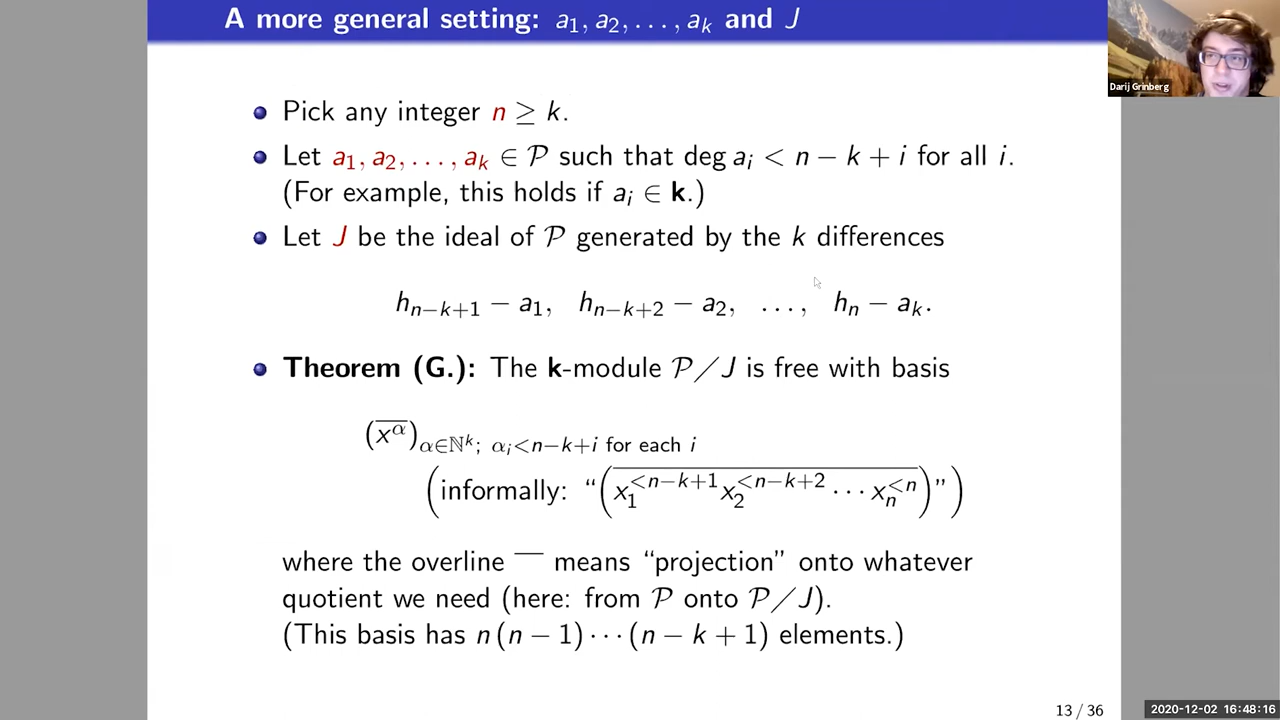 A more general setting: a₁, a₂, . . . , aₖ and J
Darij Grinberg
Pick any integer n ≥ k.
Let a₁, a₂, . . . , aₖ ∈ 𝒫 such that deg aᵢ < n − k + i for all i.
(For example, this holds if aᵢ ∈ **k**.)
Let J be the ideal of 𝒫 generated by the k differences
hₙ₋ₖ₊₁ − a₁, hₙ₋ₖ₊₂ − a₂, . . . , hₙ − aₖ.
Theorem (G.): The k-module 𝒫/J is free with basis
(x̅^α̅)_{α∈ℕ^k; αᵢ<n−k+i for each i}
(informally: “(x₁^{<n−k+1} x₂^{<n−k+2} · · · xₙ^{<n})”)
where the overline ‾ means “projection” onto whatever
quotient we need (here: from 𝒫 onto 𝒫/J).
(This basis has n (n − 1) · · · (n − k + 1) elements.)
13 / 36
2020-12-02 16:48:16